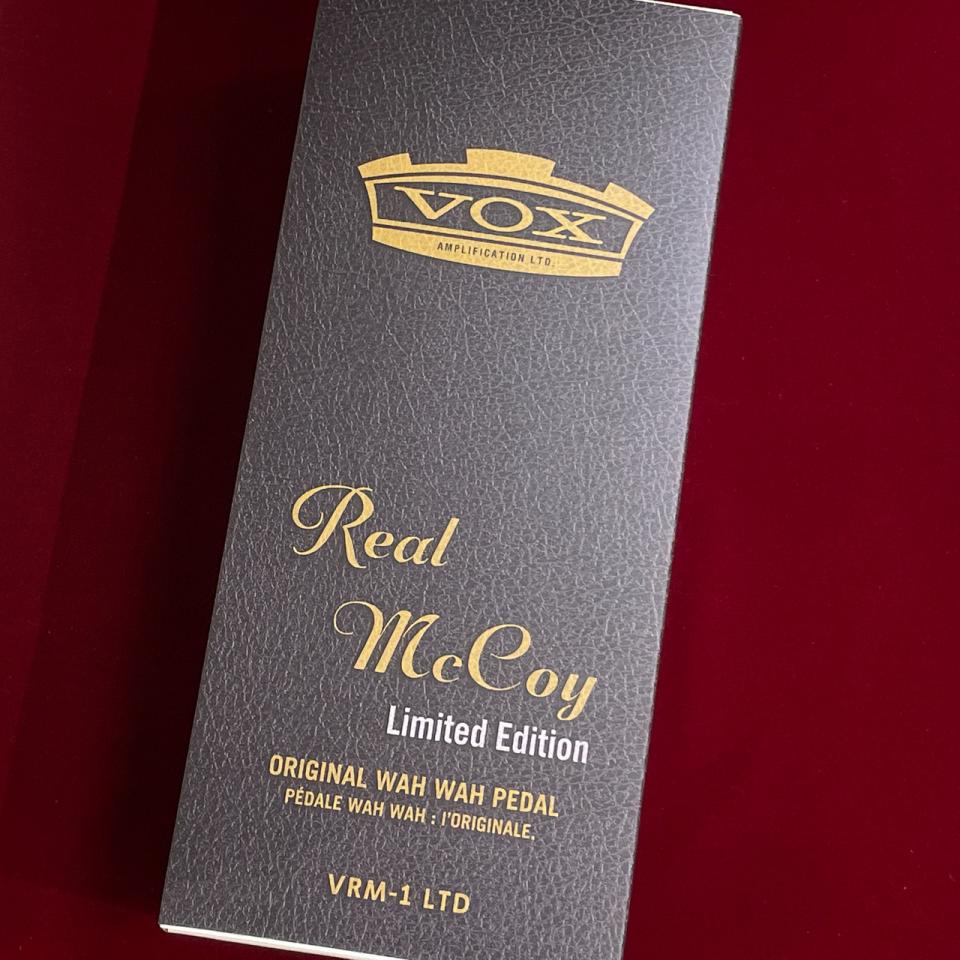 VOX
AMPLIFICATION LTD.
Real
McCoy
Limited Edition
ORIGINAL WAH WAH PEDAL
PÉDALE WAH WAH : l'ORIGINALE.
VRM-1 LTD